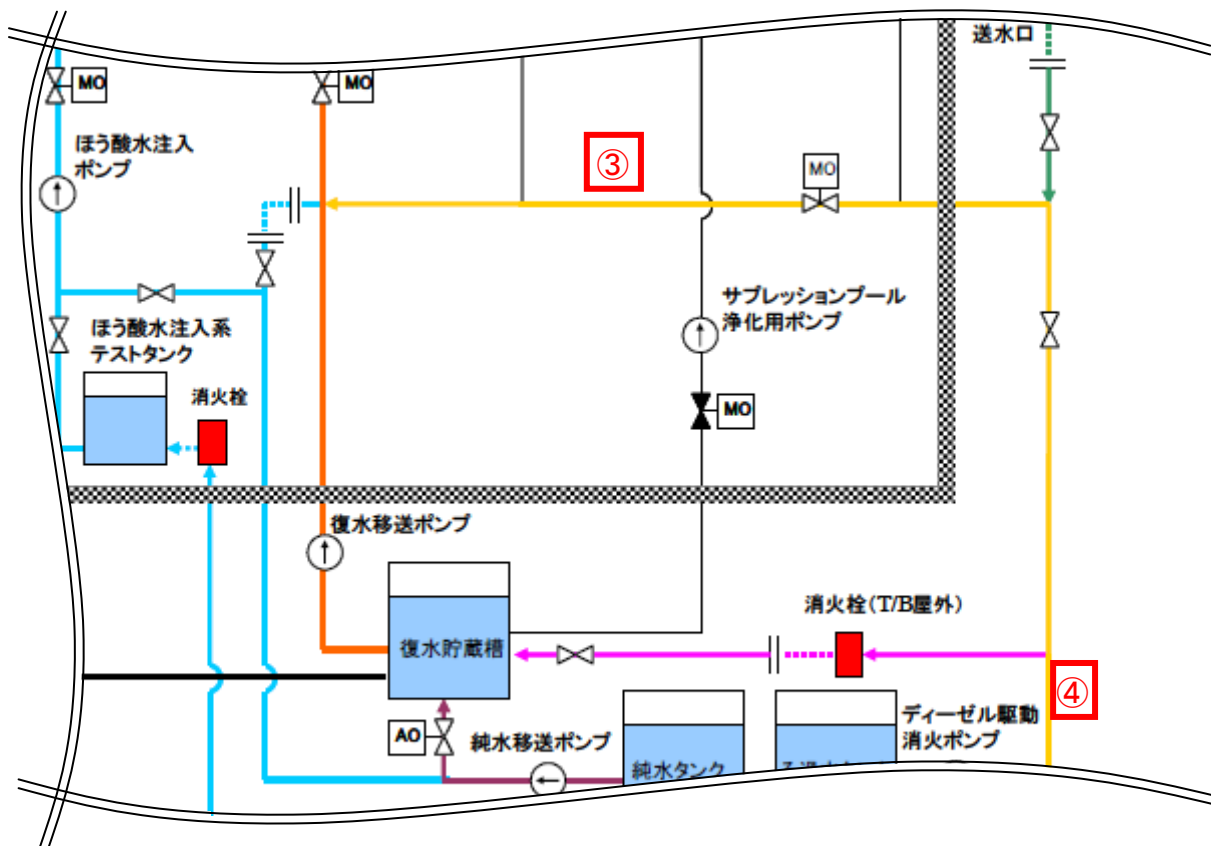 送水口
MO
MO
ほう酸水注入
ポンプ
③
MO
サプレッションプール
浄化用ポンプ
ほう酸水注入系
テストタンク
消火栓
MO
復水移送ポンプ
消火栓(T/B屋外)
復水貯蔵槽
④
ディーゼル駆動
消火ポンプ
AO
純水移送ポンプ
純水タンク